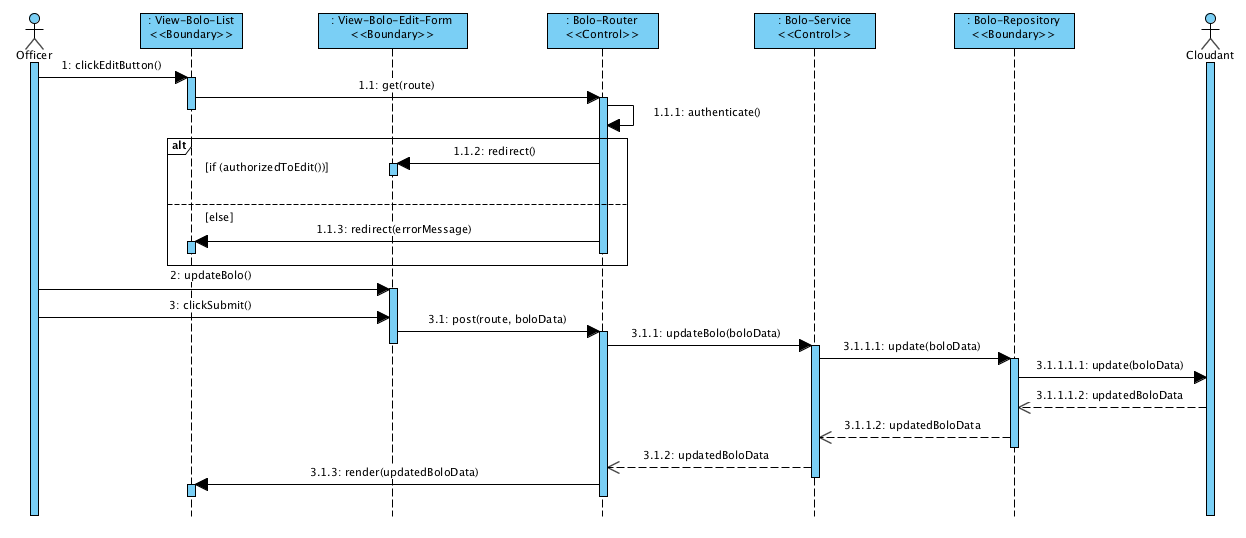 : View-Bolo-List
<<Boundary>>
: View-Bolo-Edit-Form
<<Boundary>>
: Bolo-Router
<<Control>>
: Bolo-Service
<<Control>>
: Bolo-Repository
<<Boundary>>
Officer
Cloudant
1: clickEditButton()
1.1: get(route)
1.1.1: authenticate()
alt
1.1.2: redirect()
[if (authorizedToEdit())]
[else]
1.1.3: redirect(errorMessage)
2: updateBolo()
3: clickSubmit()
3.1: post(route, boloData)
3.1.1: updateBolo(boloData)
3.1.1.1: update(boloData)
3.1.1.1.1: update(boloData)
3.1.1.1.2: updatedBoloData
3.1.1.2: updatedBoloData
3.1.2: updatedBoloData
3.1.3: render(updatedBoloData)